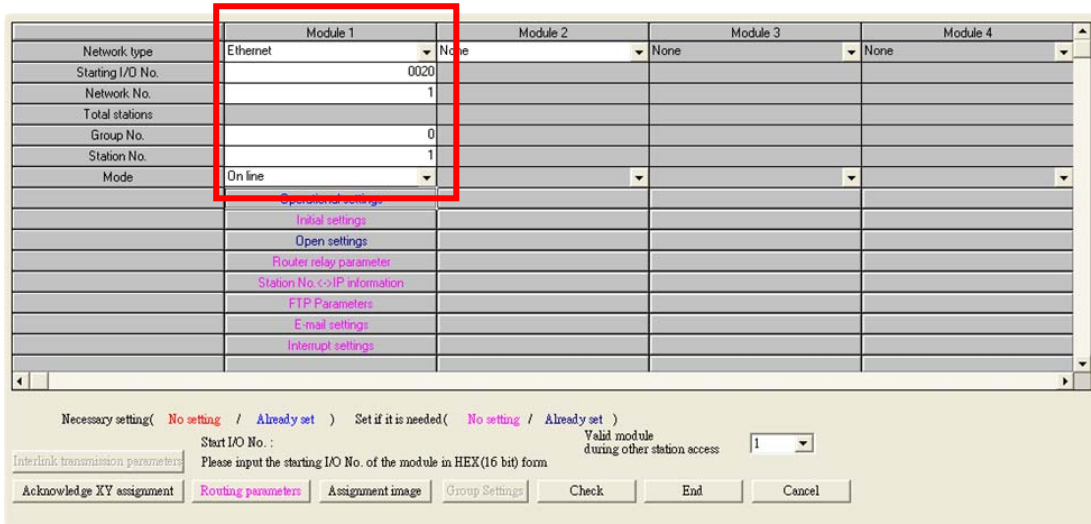 Module 1 Module 2 Module 3 Module 4
Network type Ethernet None None None
Starting I/O No. 0020
Network No. 1
Total stations
Group No. 0
Station No. 1
Mode On line
Operational settings
Initial settings
Open settings
Router relay parameter
Station No.<->IP information
FTP Parameters
E-mail settings
Interrupt settings
Necessary setting( No setting / Already set ) Set if it is needed( No setting / Already set )
Start I/O No. :
Valid module
during other station access 1
Interlink transmission parameters Please input the starting I/O No. of the module in HEX(16 bit) form
Acknowledge XY assignment Routing parameters Assignment image Group Settings Check End Cancel